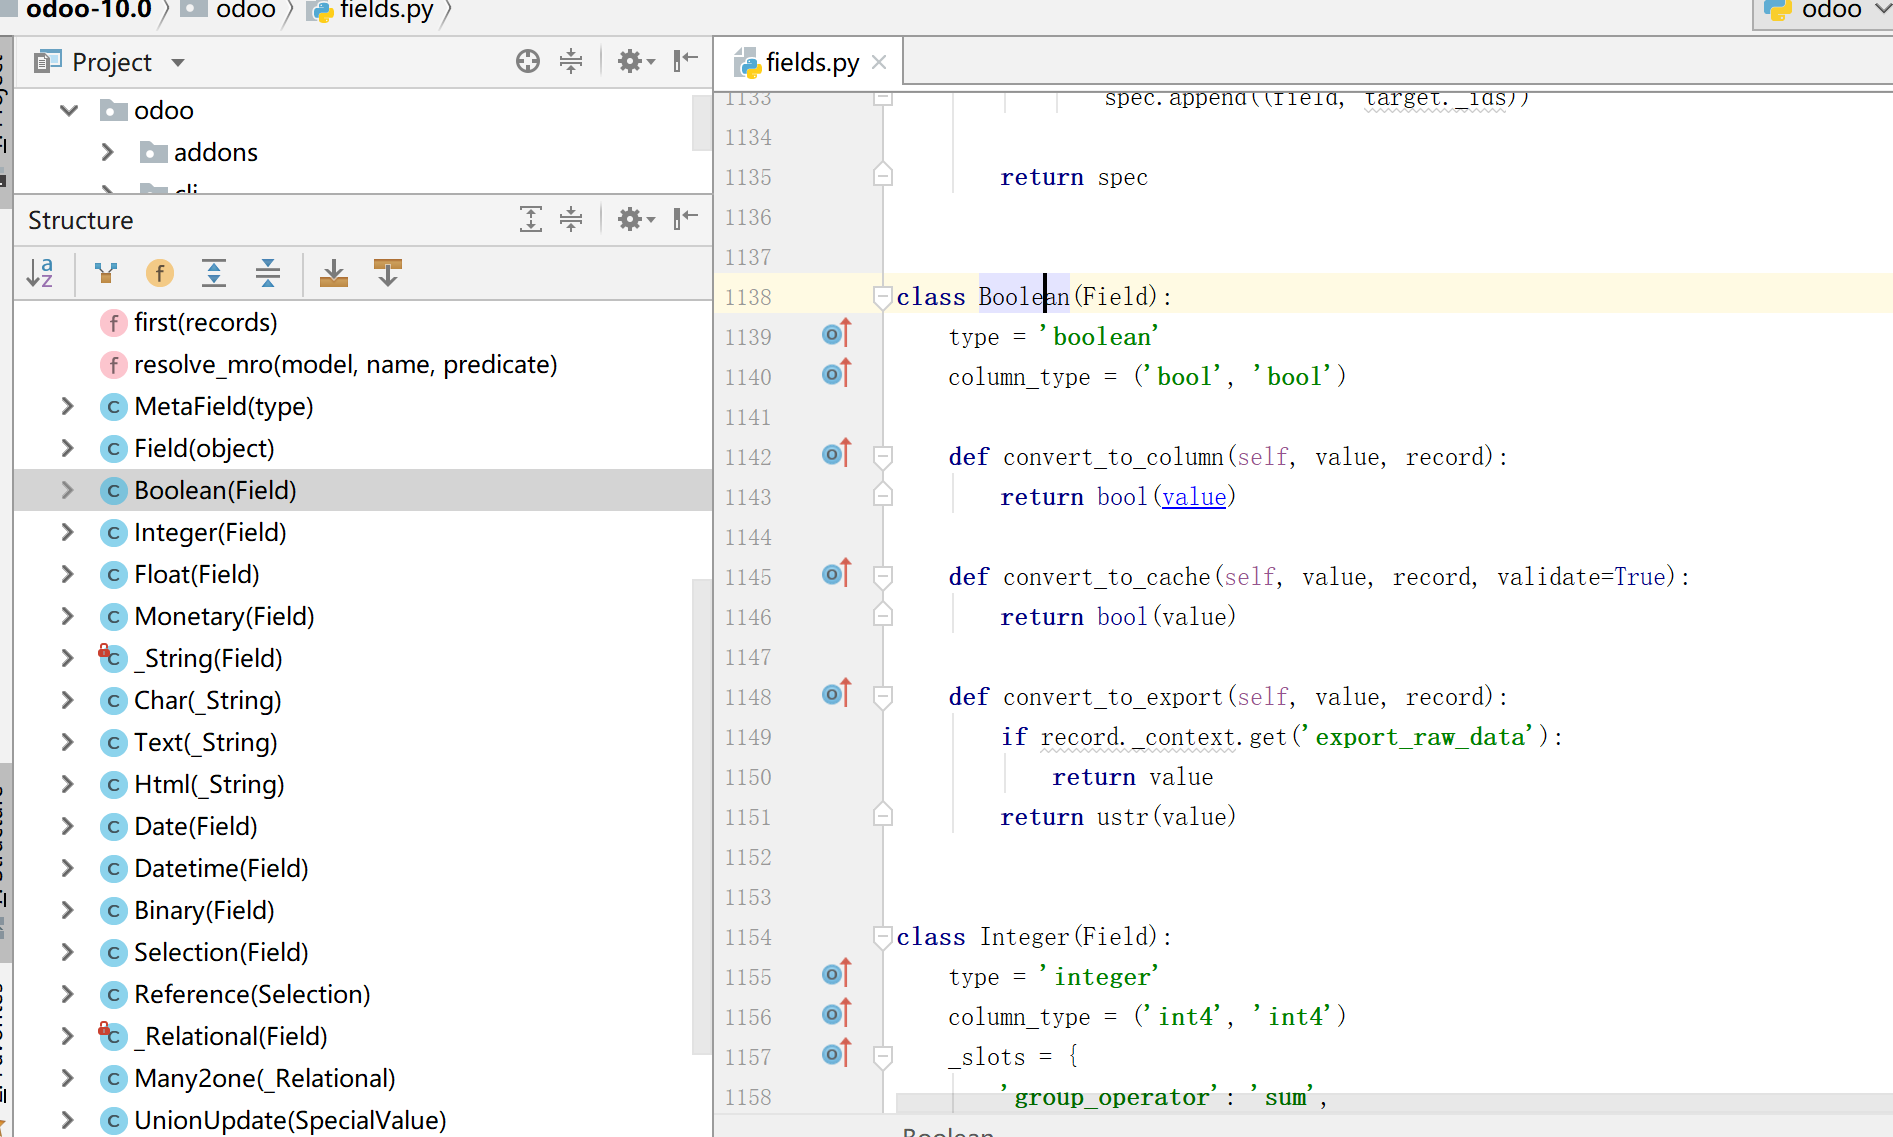 odoo-10.0 odoo fields.py odoo
Project
fields.py
odoo
addons
cli
Structure
first(records)
resolve_mro(model, name, predicate)
MetaField(type)
Field(object)
Boolean(Field)
Integer(Field)
Float(Field)
Monetary(Field)
_String(Field)
Char(_String)
Text(_String)
Html(_String)
Date(Field)
Datetime(Field)
Binary(Field)
Selection(Field)
Reference(Selection)
_Relational(Field)
Many2one(_Relational)
UnionUpdate(SpecialValue)
1133 spec.append((field, target._ids))
1134
1135 return spec
1136
1137
1138 class Boolean(Field):
1139 type = 'boolean'
1140 column_type = ('bool', 'bool')
1141
1142 def convert_to_column(self, value, record):
1143 return bool(value)
1144
1145 def convert_to_cache(self, value, record, validate=True):
1146 return bool(value)
1147
1148 def convert_to_export(self, value, record):
1149 if record._context.get('export_raw_data'):
1150 return value
1151 return ustr(value)
1152
1153
1154 class Integer(Field):
1155 type = 'integer'
1156 column_type = ('int4', 'int4')
1157 _slots = {
1158 'group_operator': 'sum',
Boolean